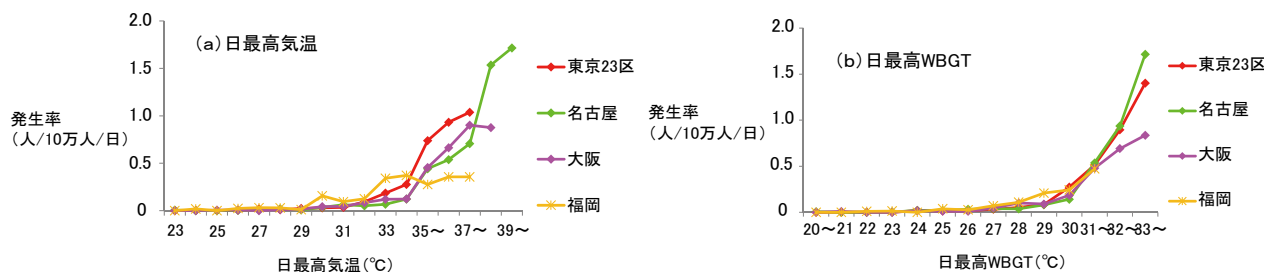 2.0
1.5
1.0
0.5
0
(a)日最高気温
発生率
(人/10万人/日)
東京23区
名古屋
大阪
福岡
23 25 27 29 31 33 35～ 37～ 39～
日最高気温(℃)
2.0
1.5
1.0
0.5
0
(b)日最高WBGT
発生率
(人/10万人/日)
東京23区
名古屋
大阪
福岡
20～ 21 22 23 24 25 26 27 28 29 30 31～ 32～ 33～
日最高WBGT(℃)